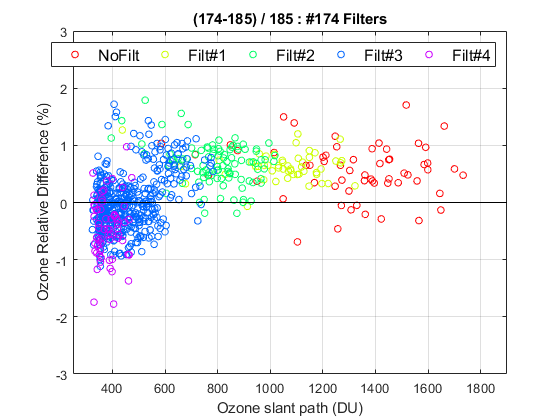 (174-185) / 185 : #174 Filters
NoFilt Filt#1 Filt#2 Filt#3 Filt#4
Ozone Relative Difference (%)
3
2
1
0
-1
-2
-3
400 600 800 1000 1200 1400 1600 1800
Ozone slant path (DU)